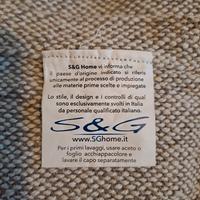 S&G Home vi informa che il
paese d'origine indicato si riferisce
unicamente al processo di produzione e
alle materie prime scelte e impiegate
Lo stile, il design e i controlli di qualità
sono esclusivamente svolti in Italia
da personale qualificato italiano.
S&G
www.SGhome.it
Per i primi lavaggi, usare aceto o
foglio acchiappacolore e
lavare il capo separatamente